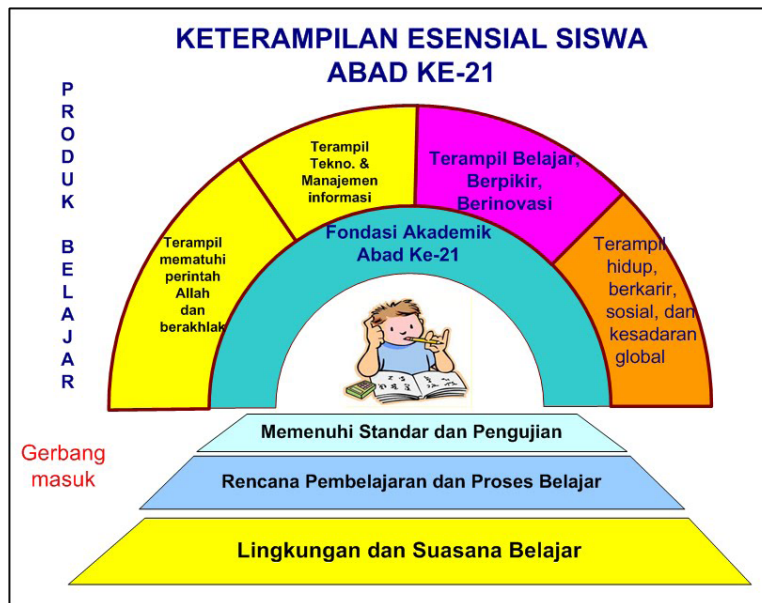 KETERAMPILAN ESENSIAL SISWA
ABAD KE-21
PRODUK BELAJAR
Terampil
Tekno. &
Manajemen
informasi
Terampil Belajar,
Berpikir,
Berinovasi
Terampil
mematuhi
perintah
Allah
dan
berakhlak
Fondasi Akademik
Abad Ke-21
Terampil
hidup,
berkarir,
sosial, dan
kesadaran
global
Gerbang
masuk
Memenuhi Standar dan Pengujian
Rencana Pembelajaran dan Proses Belajar
Lingkungan dan Suasana Belajar